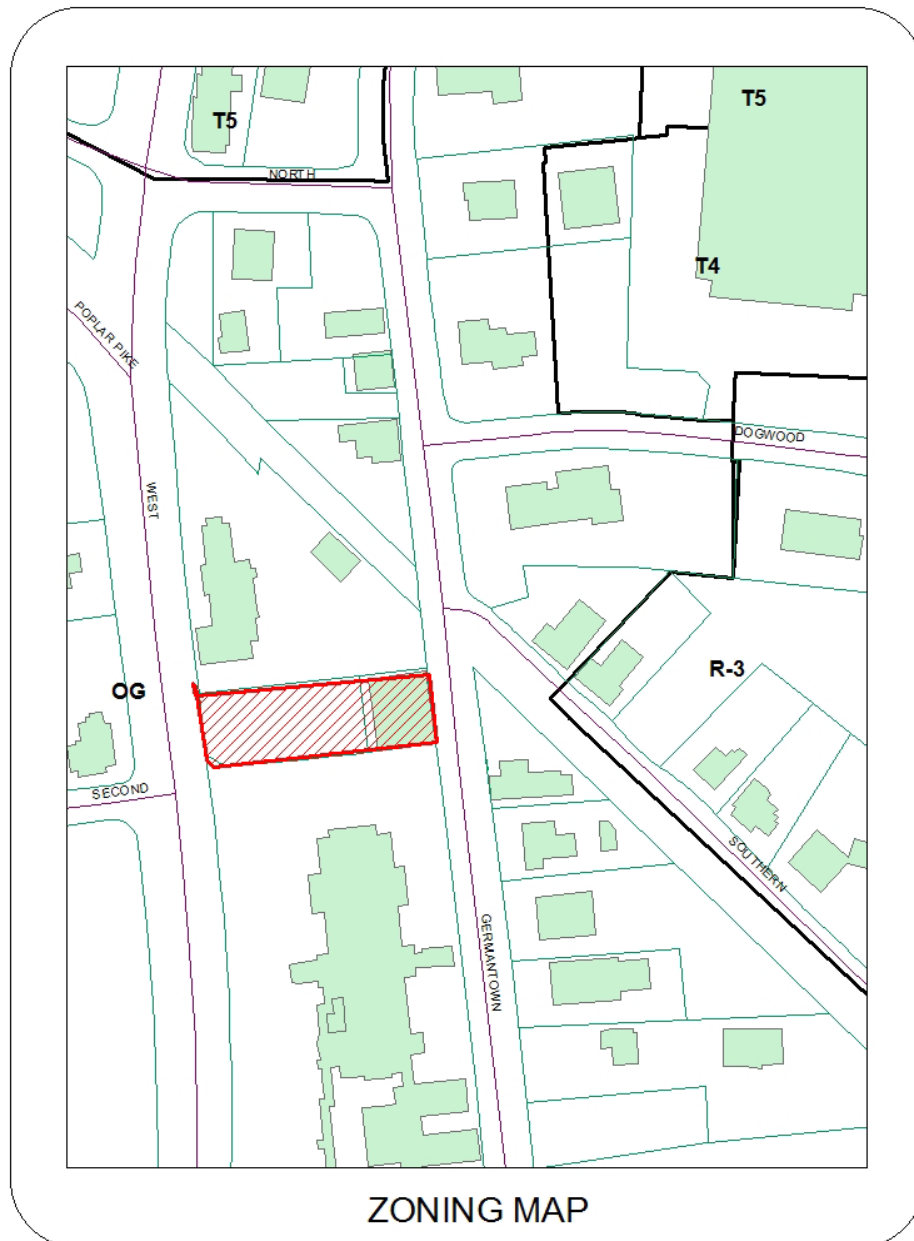 T5
T5
NORTH
T4
POPLAR PIKE
DOGWOOD
WEST
R-3
OG
SECOND
SOUTHERN
GERMANTOWN
ZONING MAP